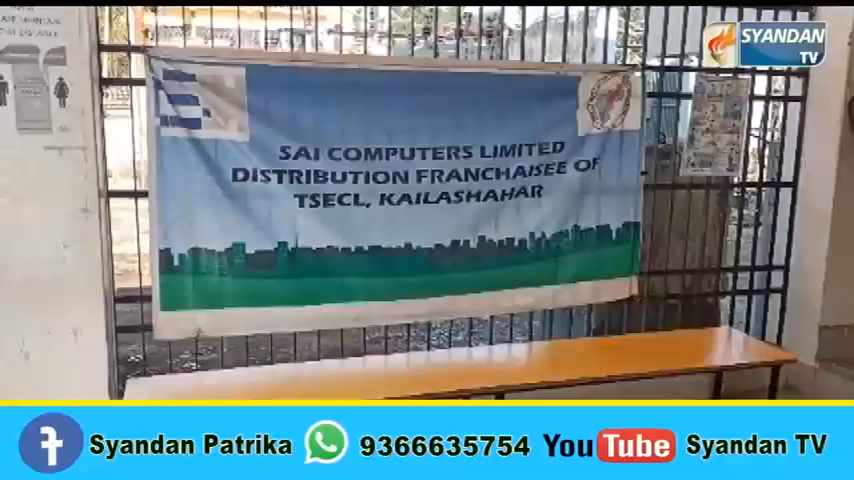 SYANDAN
TV
SAI COMPUTERS LIMITED
DISTRIBUTION FRANCHAISEE OF
TSECL, KAILASHAHAR
Syandan Patrika 9366635754 YouTube Syandan TV